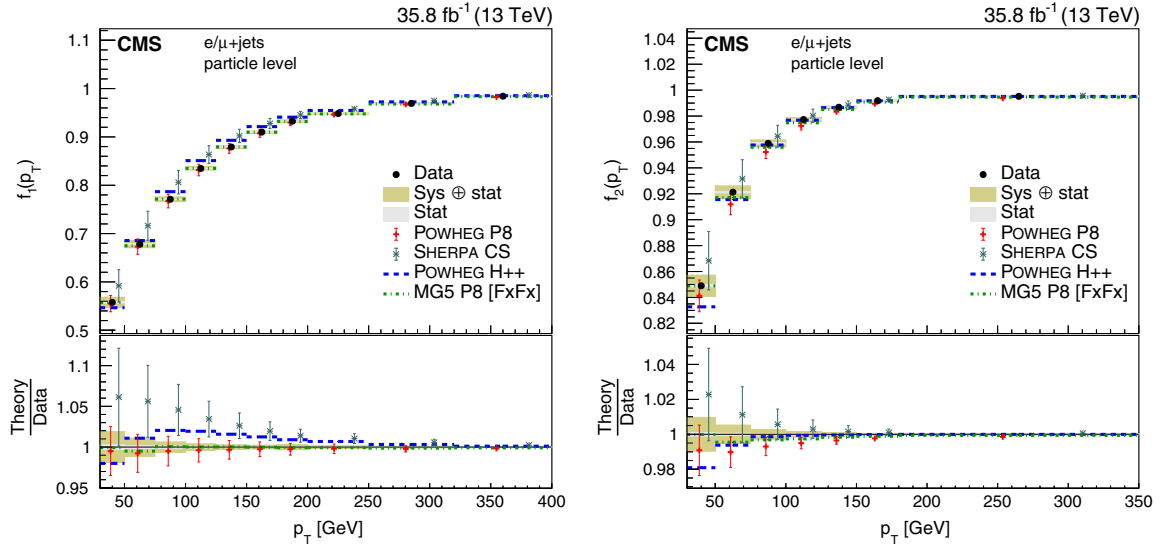 35.8 fb⁻¹ (13 TeV)
CMS
e/μ+jets
particle level
f₁(p_T)
1
0.9
0.8
0.7
0.6
0.5
Data
Sys ⊕ stat
Stat
POWHEG P8
SHERPA CS
POWHEG H++
MG5 P8 [FxFx]
Theory
Data
1.1
1.05
1
0.95
50 100 150 200 250 300 350 400
p_T [GeV]
35.8 fb⁻¹ (13 TeV)
CMS
e/μ+jets
particle level
f₂(p_T)
1.04
1.02
1
0.98
0.96
0.94
0.92
0.9
0.88
0.86
0.84
0.82
Data
Sys ⊕ stat
Stat
POWHEG P8
SHERPA CS
POWHEG H++
MG5 P8 [FxFx]
Theory
Data
1.04
1.02
1
0.98
50 100 150 200 250 300 350
p_T [GeV]